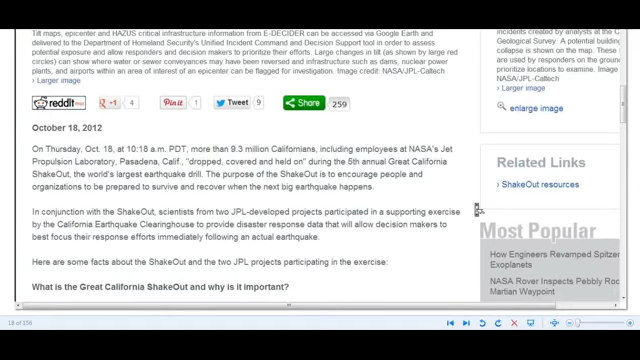 Tilt maps, epicenter and HAZUS critical infrastructure information from E-DECIDER can be accessed via Google Earth and
delivered to the Department of Homeland Security's Unified Incident Command and Decision Support tool in order to assess
potential exposure and allow responders and decision makers to prioritize their efforts. Large changes in tilt (as shown by large red
circles) can show where water or sewer conveyances may have been reversed and infrastructure such as dams, nuclear power
plants, and airports within an area of interest of an epicenter can be flagged for investigation. Image credit: NASA/JPL-Caltech
› Larger image
reddit
+1
4
Pin it
1
Tweet
9
Share
259
October 18, 2012
On Thursday, Oct. 18, at 10:18 a.m. PDT, more than 9.3 million Californians, including employees at NASA's Jet
Propulsion Laboratory, Pasadena, Calif., "dropped, covered and held on" during the 5th annual Great California
ShakeOut, the world's largest earthquake drill. The purpose of the ShakeOut is to encourage people and
organizations to be prepared to survive and recover when the next big earthquake happens.
In conjunction with the ShakeOut, scientists from two JPL-developed projects participated in a supporting exercise
by the California Earthquake Clearinghouse to provide disaster response data that will allow decision makers to
best focus their response efforts immediately following an actual earthquake.
Here are some facts about the ShakeOut and the two JPL projects participating in the exercise:
What is the Great California ShakeOut and why is it important?
incidents created by analysts at the C
Geological Survey. A potential building
collapse is shown on the map. These
are used by responders on the ground
prioritize locations to examine. Image
NASA/JPL-Caltech
› Larger image
enlarge image
Related Links
› ShakeOut resources
Most Popular
How Engineers Revamped Spitzer
Exoplanets
NASA Rover Inspects Pebbly Roc
Martian Waypoint
18 of 156